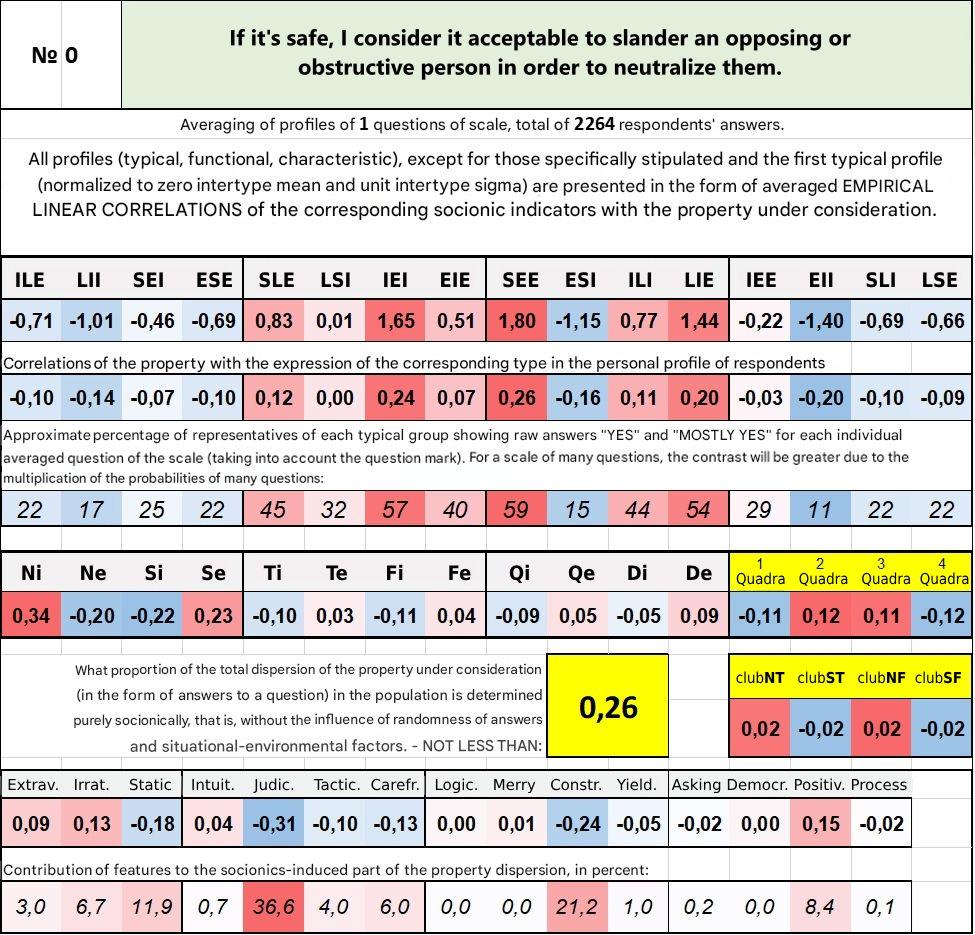 № 0
If it's safe, I consider it acceptable to slander an opposing or
obstructive person in order to neutralize them.
Averaging of profiles of 1 questions of scale, total of 2264 respondents' answers.
All profiles (typical, functional, characteristic), except for those specifically stipulated and the first typical profile
(normalized to zero intertype mean and unit intertype sigma) are presented in the form of averaged EMPIRICAL
LINEAR CORRELATIONS of the corresponding socionic indicators with the property under consideration.
ILE LII SEI ESE SLE LSI IEI EIE SEE ESI ILI LIE IEE EII SLI LSE
-0,71 -1,01 -0,46 -0,69 0,83 0,01 1,65 0,51 1,80 -1,15 0,77 1,44 -0,22 -1,40 -0,69 -0,66
Correlations of the property with the expression of the corresponding type in the personal profile of respondents
-0,10 -0,14 -0,07 -0,10 0,12 0,00 0,24 0,07 0,26 -0,16 0,11 0,20 -0,03 -0,20 -0,10 -0,09
Approximate percentage of representatives of each typical group showing raw answers "YES" and "MOSTLY YES" for each individual
averaged question of the scale (taking into account the question mark). For a scale of many questions, the contrast will be greater due to the
multiplication of the probabilities of many questions:
22 17 25 22 45 32 57 40 59 15 44 54 29 11 22 22
Ni Ne Si Se Ti Te Fi Fe Qi Qe Di De 1 Quadra 2 Quadra 3 Quadra 4 Quadra
0,34 -0,20 -0,22 0,23 -0,10 0,03 -0,11 0,04 -0,09 0,05 -0,05 0,09 -0,11 0,12 0,11 -0,12
What proportion of the total dispersion of the property under consideration
(in the form of answers to a question) in the population is determined
purely socionically, that is, without the influence of randomness of answers
and situational-environmental factors. - NOT LESS THAN:
0,26
clubNT clubST clubNF clubSF
0,02 -0,02 0,02 -0,02
Extrav. Irrat. Static Intuit. Judic. Tactic. Carefr. Logic. Merry Constr. Yield. Asking Democr. Positiv. Process
0,09 0,13 -0,18 0,04 -0,31 -0,10 -0,13 0,00 0,01 -0,24 -0,05 -0,02 0,00 0,15 -0,02
Contribution of features to the socionics-induced part of the property dispersion, in percent:
3,0 6,7 11,9 0,7 36,6 4,0 6,0 0,0 0,0 21,2 1,0 0,2 0,0 8,4 0,1